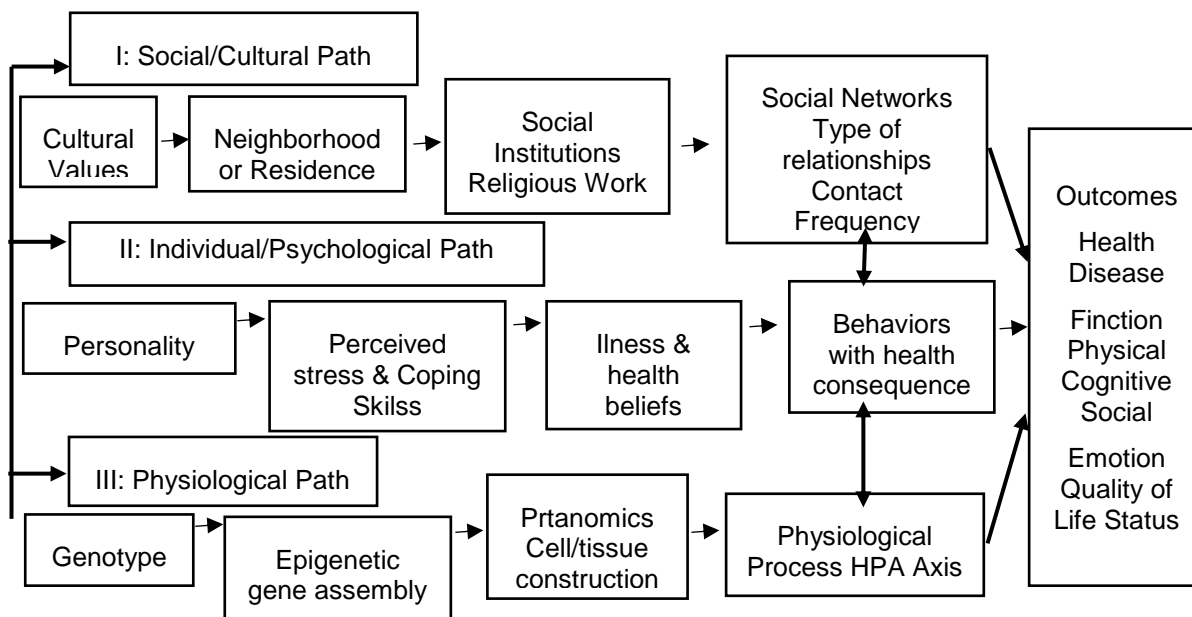 I: Social/Cultural Path
Cultural
Values
Neighborhood
or Residence
Social
Institutions
Religious Work
Social Networks
Type of
relationships
Contact
Frequency
II: Individual/Psychological Path
Personality
Perceived
stress & Coping
Skilss
Ilness &
health
beliefs
Behaviors
with health
consequence
III: Physiological Path
Genotype
Epigenetic
gene assembly
Prtanomics
Cell/tissue
construction
Physiological
Process HPA Axis
Outcomes
Health
Disease
Finction
Physical
Cognitive
Social
Emotion
Quality of
Life Status